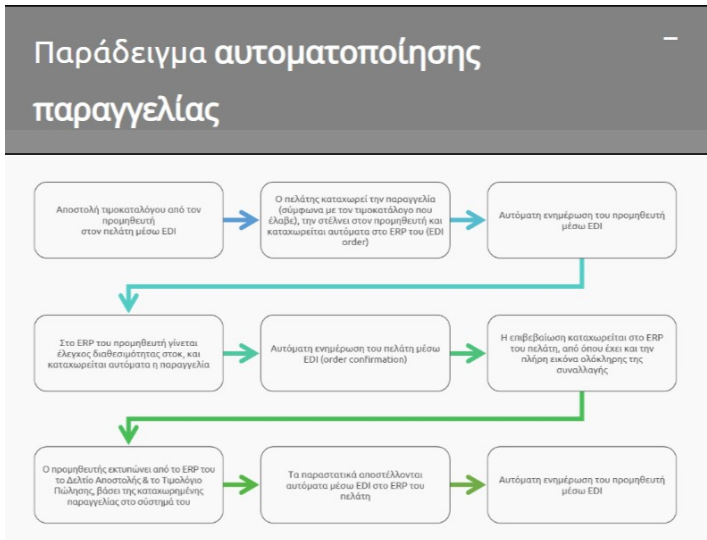 Παράδειγμα αυτοματοποίησης
παραγγελίας
Αποστολή τιμοκαταλόγου από τον
προμηθευτή
στον πελάτη μέσω EDI
Ο πελάτης καταχωρεί την παραγγελία
(σύμφωνα με τον τιμοκατάλογο που
έλαβε), την στέλνει στον προμηθευτή και
καταχωρείται αυτόματα στο ERP του (EDI
order)
Αυτόματη ενημέρωση του προμηθευτή
μέσω EDI
Στο ERP του προμηθευτή γίνεται
έλεγχος διαθεσιμότητας στοκ, και
καταχωρείται αυτόματα η παραγγελία
Αυτόματη ενημέρωση του πελάτη μέσω
EDI (order confirmation)
Η επιβεβαίωση καταχωρείται στο ERP
του πελάτη, από όπου έχει και την
πλήρη εικόνα ολόκληρης της
συναλλαγής
Ο προμηθευτής εκτυπώνει από το ERP του
το Δελτίο Αποστολής & το Τιμολόγιο
Πώλησης, βάσει της καταχωρημένης
παραγγελίας στο σύστημά του
Τα παραστατικά αποστέλλονται
αυτόματα μέσω EDI στο ERP του
πελάτη
Αυτόματη ενημέρωση του προμηθευτή
μέσω EDI